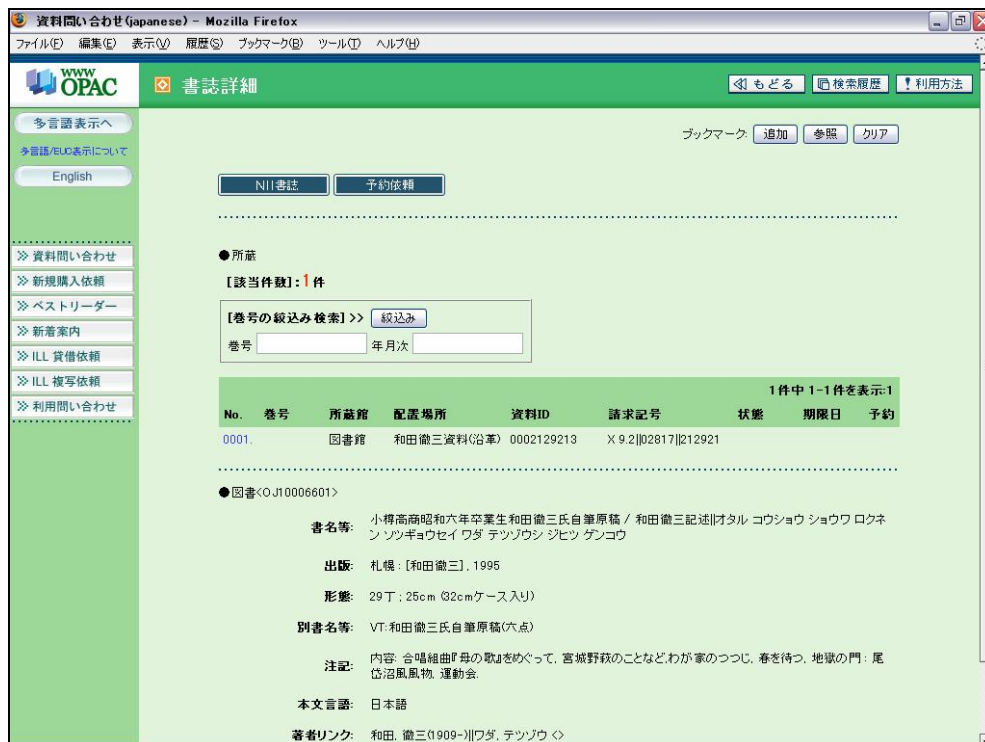 資料問い合わせ(japanese) - Mozilla Firefox
ファイル(F) 編集(E) 表示(V) 履歴(S) ブックマーク(B) ツール(T) ヘルプ(H)
WWW OPAC
書誌詳細
もどる 検索履歴 利用方法
多言語表示へ
多言語/EUC表示について
English
ブックマーク: 追加 参照 クリア
NII書誌 予約依頼
資料問い合わせ
新規購入依頼
ベストリーダー
新着案内
ILL 貸借依頼
ILL 複写依頼
利用問い合わせ
●所蔵
[該当件数]:1件
[巻号の絞込み検索]>> 絞込み
巻号 年月次
1件中 1-1件を表示:1
No. 巻号 所蔵館 配置場所 資料ID 請求記号 状態 期限日 予約
0001. 図書館 和田徹三資料(沿革) 0002129213 X 9.2||02817||212921
●図書<OJ10006601>
書名等: 小樽高商昭和六年卒業生和田徹三氏自筆原稿 / 和田徹三記述||オタル コウショウ ショウワ ロクネ
ン ソツギョウセイ ワダ テツゾウシ ジヒツ ゲンコウ
出版: 札幌 : [和田徹三] , 1995
形態: 29丁 ; 25cm (32cmケース入り)
別書名等: VT:和田徹三氏自筆原稿(六点)
注記: 内容: 合唱組曲『母の歌』をめぐって, 宮城野萩のことなど,わが家のつつじ, 春を待つ, 地獄の門 : 尾
岱沼風風物, 運動会.
本文言語: 日本語
著者リンク: 和田, 徹三(1909-)||ワダ, テツゾウ <>